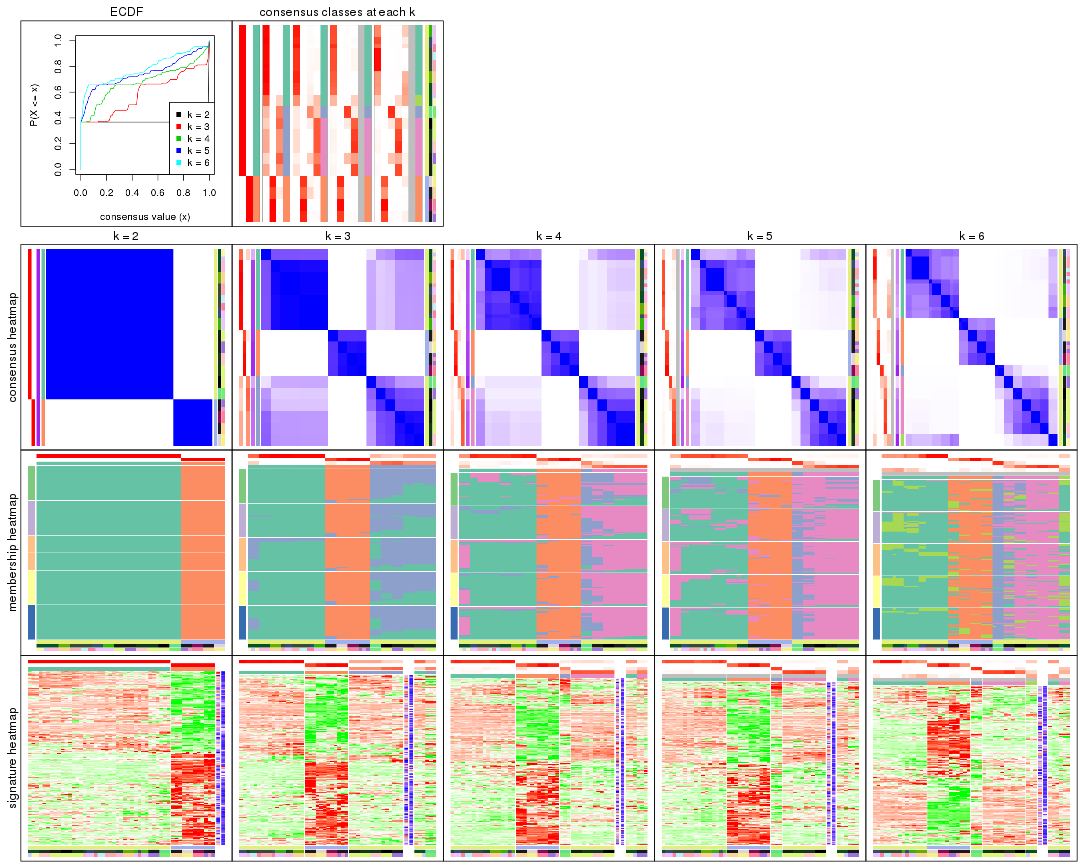 ECDF
consensus classes at each k
P(X <= x)
0.0
0.2
0.4
0.6
0.8
1.0
k = 2
k = 3
k = 4
k = 5
k = 6
0.0 0.2 0.4 0.6 0.8 1.0
consensus value (x)
k = 2
k = 3
k = 4
k = 5
k = 6
consensus heatmap
membership heatmap
signature heatmap